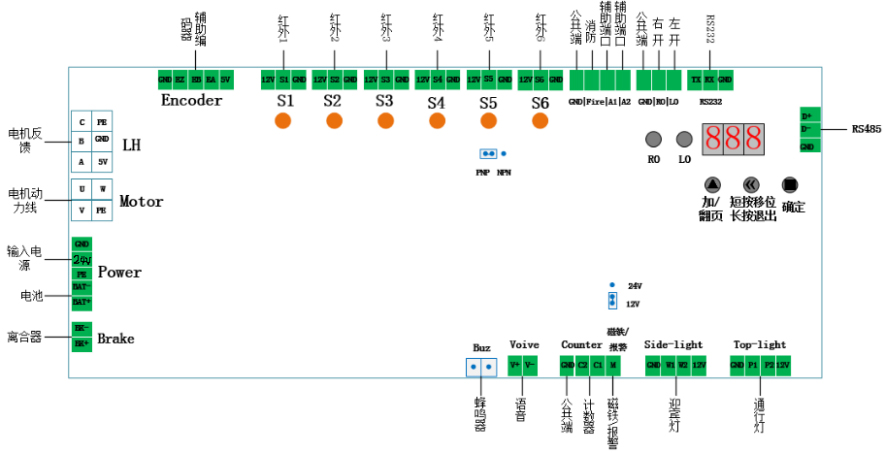 辅助编
码器
红外1
红外2
红外3
红外4
红外5
红外6
公共端
消防
辅助端口
辅助端口
公共端
右开
左开
RS232
GND EZ EB EA 5V
12V S1 GND
12V S2 GND
12V S3 GND
12V S4 GND
12V S5 GND
12V S6 GND
TX RX GND
Encoder
S1
S2
S3
S4
S5
S6
GND|Fire|A1|A2
GND|RO|LO
RS232
D+
D-
GND
RS485
电机反
馈
C PE
B GND
A 5V
LH
888
RO
LO
PNP NPN
电机动
力线
U W
V PE
Motor
加/
翻页
短按移位
长按退出
确定
输入电
源
GND
24V
PE
Power
电池
BAT-
BAT+
24V
12V
离合器
BK-
BK+
Brake
磁铁/
报警
Buz
Voive
Counter
Side-light
Top-light
V+ V-
GND C2 C1 M
GND W1 W2 12V
GND P1 P2 12V
蜂鸣器
语音
公共端
计数器
磁铁/报警
迎宾灯
通行灯